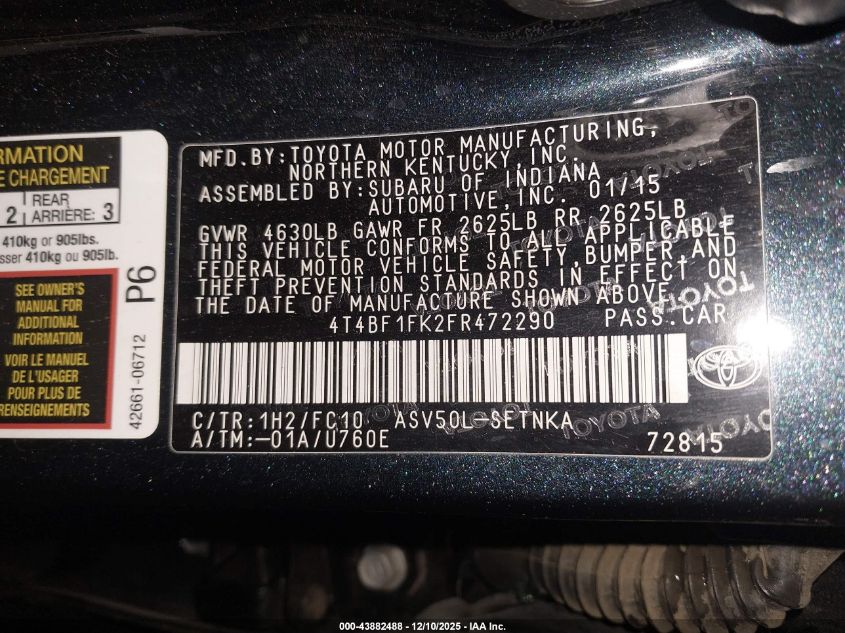 RMATION
E CHARGEMENT
2 REAR ARRIÈRE: 3
410kg or 905lbs.
sser 410kg ou 905lb.
SEE OWNER'S
MANUAL FOR
ADDITIONAL
INFORMATION
VOIR LE MANUEL
DE L'USAGER
POUR PLUS DE
RENSEIGNEMENTS
P6
42661-06712
MFD.BY:TOYOTA MOTOR MANUFACTURING,
NORTHERN KENTUCKY, INC.
ASSEMBLED BY:SUBARU OF INDIANA
AUTOMOTIVE,INC. 01/15
GVWR 4630LB GAWR FR 2625LB RR 2625LB
THIS VEHICLE CONFORMS TO ALL APPLICABLE
FEDERAL MOTOR VEHICLE SAFETY,BUMPER,AND
THEFT PREVENTION STANDARDS IN EFFECT ON
THE DATE OF MANUFACTURE SHOWN ABOVE.
4T4BF1FK2FR472290 PASS.CAR
C/TR:1H2/FC10 ASV50L-SETNKA
A/TM:-01A/U760E 72815
TOYOTA
000-43882488 - 12/10/2025 - IAA Inc.